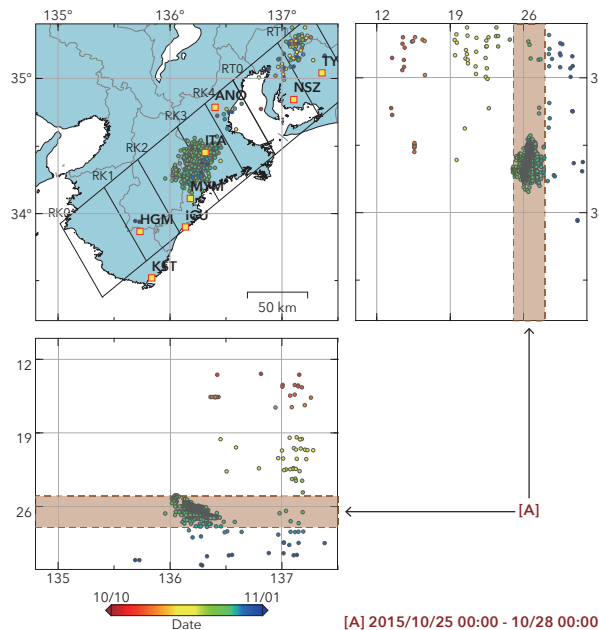 12 19 26
135° 136° 137°
RT1
TY
35°
RT0
NSZ
RK4 ANO
RK3
ITA
RK2
RK1
MYM
34°
RK0
HGM
iCU
KST
50 km
12
19
26
[A]
135 136 137
10/10 11/01
Date
[A] 2015/10/25 00:00 - 10/28 00:00